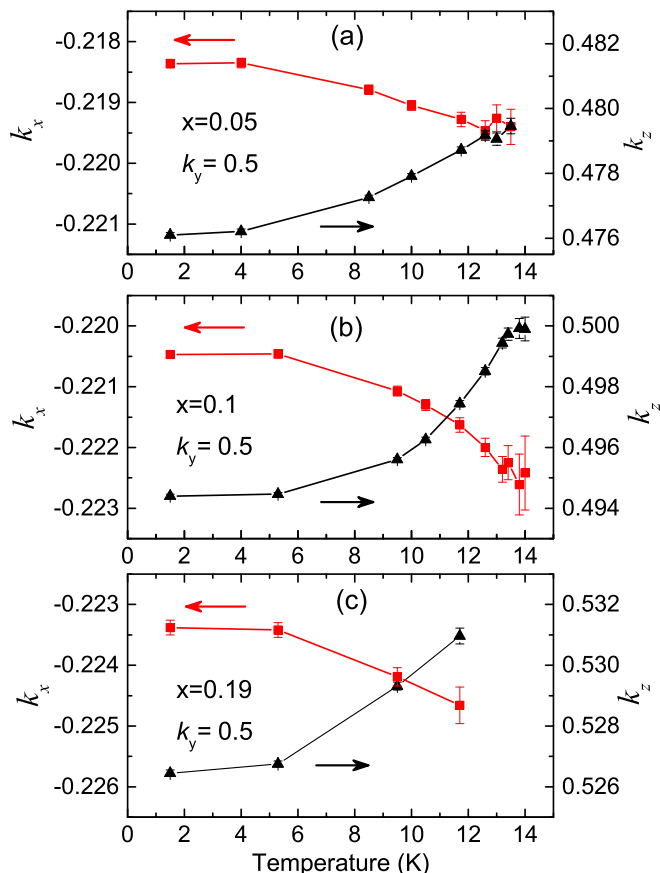 (a)
-0.218
-0.219
-0.220
-0.221
k_x
0.482
0.480
0.478
0.476
k_z
x=0.05
k_y = 0.5
0 2 4 6 8 10 12 14
(b)
-0.220
-0.221
-0.222
-0.223
k_x
0.500
0.498
0.496
0.494
k_z
x=0.1
k_y = 0.5
0 2 4 6 8 10 12 14
(c)
-0.223
-0.224
-0.225
-0.226
k_x
0.532
0.530
0.528
0.526
k_z
x=0.19
k_y = 0.5
0 2 4 6 8 10 12 14
Temperature (K)